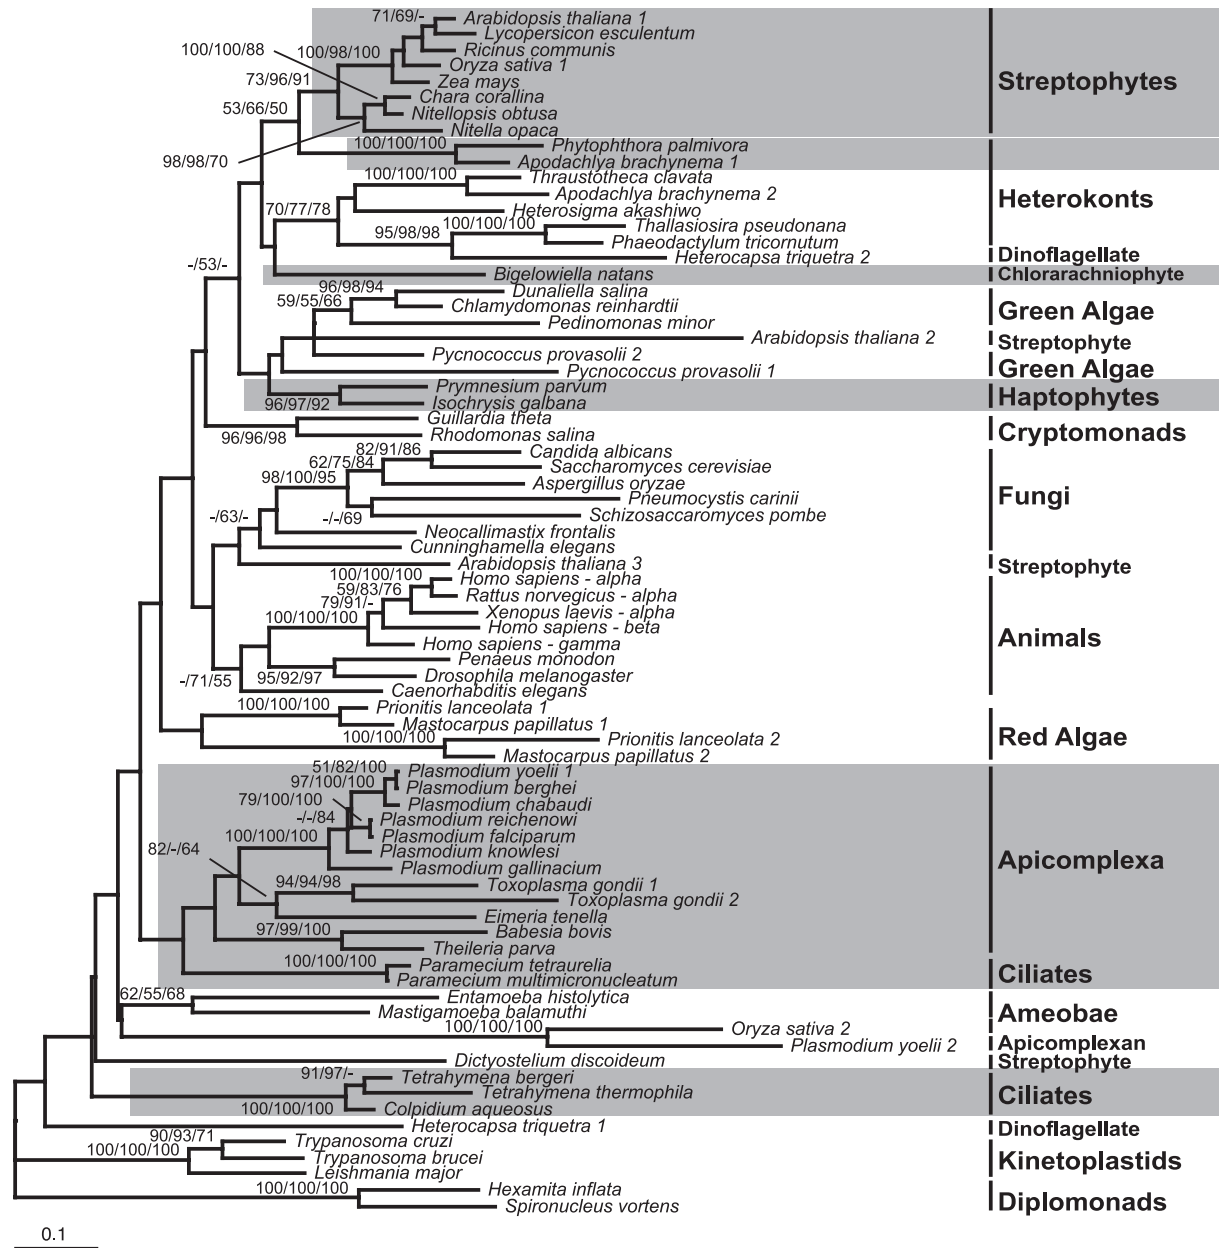 71/69/-
Arabidopsis thaliana 1
Lycopersicon esculentum
100/100/88
100/98/100
Ricinus communis
Oryza sativa 1
Streptophytes
73/96/91
Zea mays
Chara corallina
53/66/50
Nitellopsis obtusa
Nitella opaca
98/98/70
100/100/100
Phytophthora palmivora
Apodachlya brachynema 1
100/100/100
Thraustotheca clavata
Apodachlya brachynema 2
Heterokonts
70/77/78
Heterosigma akashiwo
100/100/100
Thallasiosira pseudonana
95/98/98
Phaeodactylum tricornutum
Heterocapsa triquetra 2
Dinoflagellate
-/53/-
Bigelowiella natans
Chlorarachniophyte
96/98/94
Dunaliella salina
59/55/66
Chlamydomonas reinhardtii
Green Algae
Pedinomonas minor
Arabidopsis thaliana 2
Streptophyte
Pycnococcus provasolii 2
Pycnococcus provasolii 1
Green Algae
Prymnesium parvum
96/97/92
Isochrysis galbana
Haptophytes
Guillardia theta
96/96/98
Rhodomonas salina
Cryptomonads
82/91/86
Candida albicans
62/75/84
Saccharomyces cerevisiae
98/100/95
Aspergillus oryzae
Fungi
Pneumocystis carinii
-/63/-
-/-/69
Schizosaccaromyces pombe
Neocallimastix frontalis
Cunninghamella elegans
Arabidopsis thaliana 3
Streptophyte
100/100/100
Homo sapiens - alpha
59/83/76
Rattus norvegicus - alpha
79/91/-
Xenopus laevis - alpha
100/100/100
Homo sapiens - beta
Animals
Homo sapiens - gamma
Penaeus monodon
-/71/55
95/92/97
Drosophila melanogaster
Caenorhabditis elegans
100/100/100
Prionitis lanceolata 1
Mastocarpus papillatus 1
100/100/100
Prionitis lanceolata 2
Red Algae
Mastocarpus papillatus 2
51/82/100
Plasmodium yoelii 1
97/100/100
Plasmodium berghei
79/100/100
Plasmodium chabaudi
-/-/84
Plasmodium reichenowi
100/100/100
Plasmodium falciparum
82/-/64
Plasmodium knowlesi
Apicomplexa
Plasmodium gallinacium
94/94/98
Toxoplasma gondii 1
Toxoplasma gondii 2
Eimeria tenella
97/99/100
Babesia bovis
Theileria parva
100/100/100
Paramecium tetraurelia
Paramecium multimicronucleatum
Ciliates
62/55/68
Entamoeba histolytica
Mastigamoeba balamuthi
Ameobae
100/100/100
Oryza sativa 2
Plasmodium yoelii 2
Apicomplexan
Dictyostelium discoideum
Streptophyte
91/97/-
Tetrahymena bergeri
Tetrahymena thermophila
Ciliates
100/100/100
Colpidium aqueosus
Heterocapsa triquetra 1
Dinoflagellate
90/93/71
Trypanosoma cruzi
100/100/100
Trypanosoma brucei
Kinetoplastids
Leishmania major
100/100/100
Hexamita inflata
Spironucleus vortens
Diplomonads
0.1